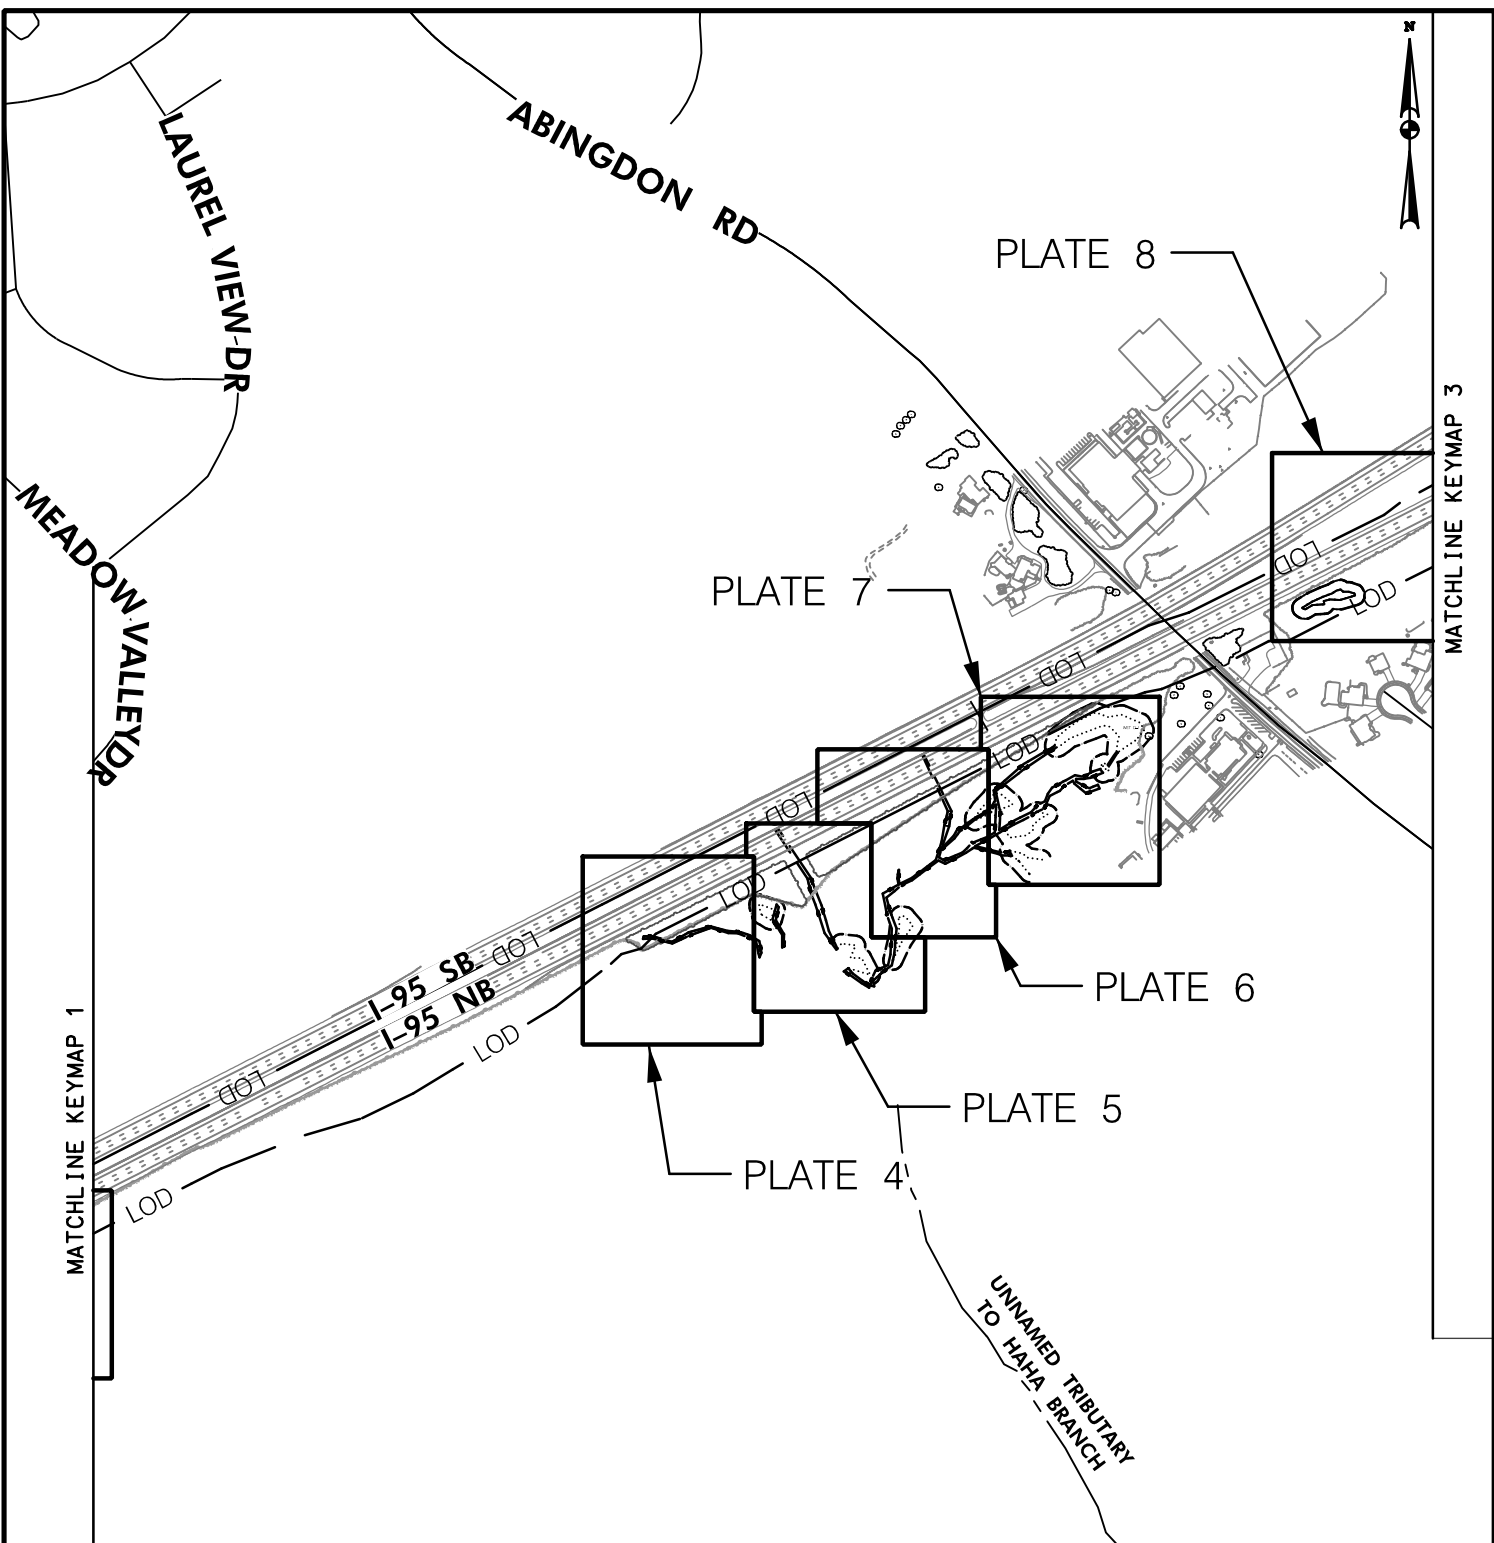 N
LAUREL VIEW DR
ABINGDON RD
PLATE 8
MATCHLINE KEYMAP 3
MEADOW VALLEY DR
LOD
LOD
PLATE 7
LOD
LOD
LOD
LOD
I-95 SB
LOD
I-95 NB
PLATE 6
LOD
LOD
PLATE 5
MATCHLINE KEYMAP 1
PLATE 4
LOD
UNNAMED TRIBUTARY
TO HAHA BRANCH